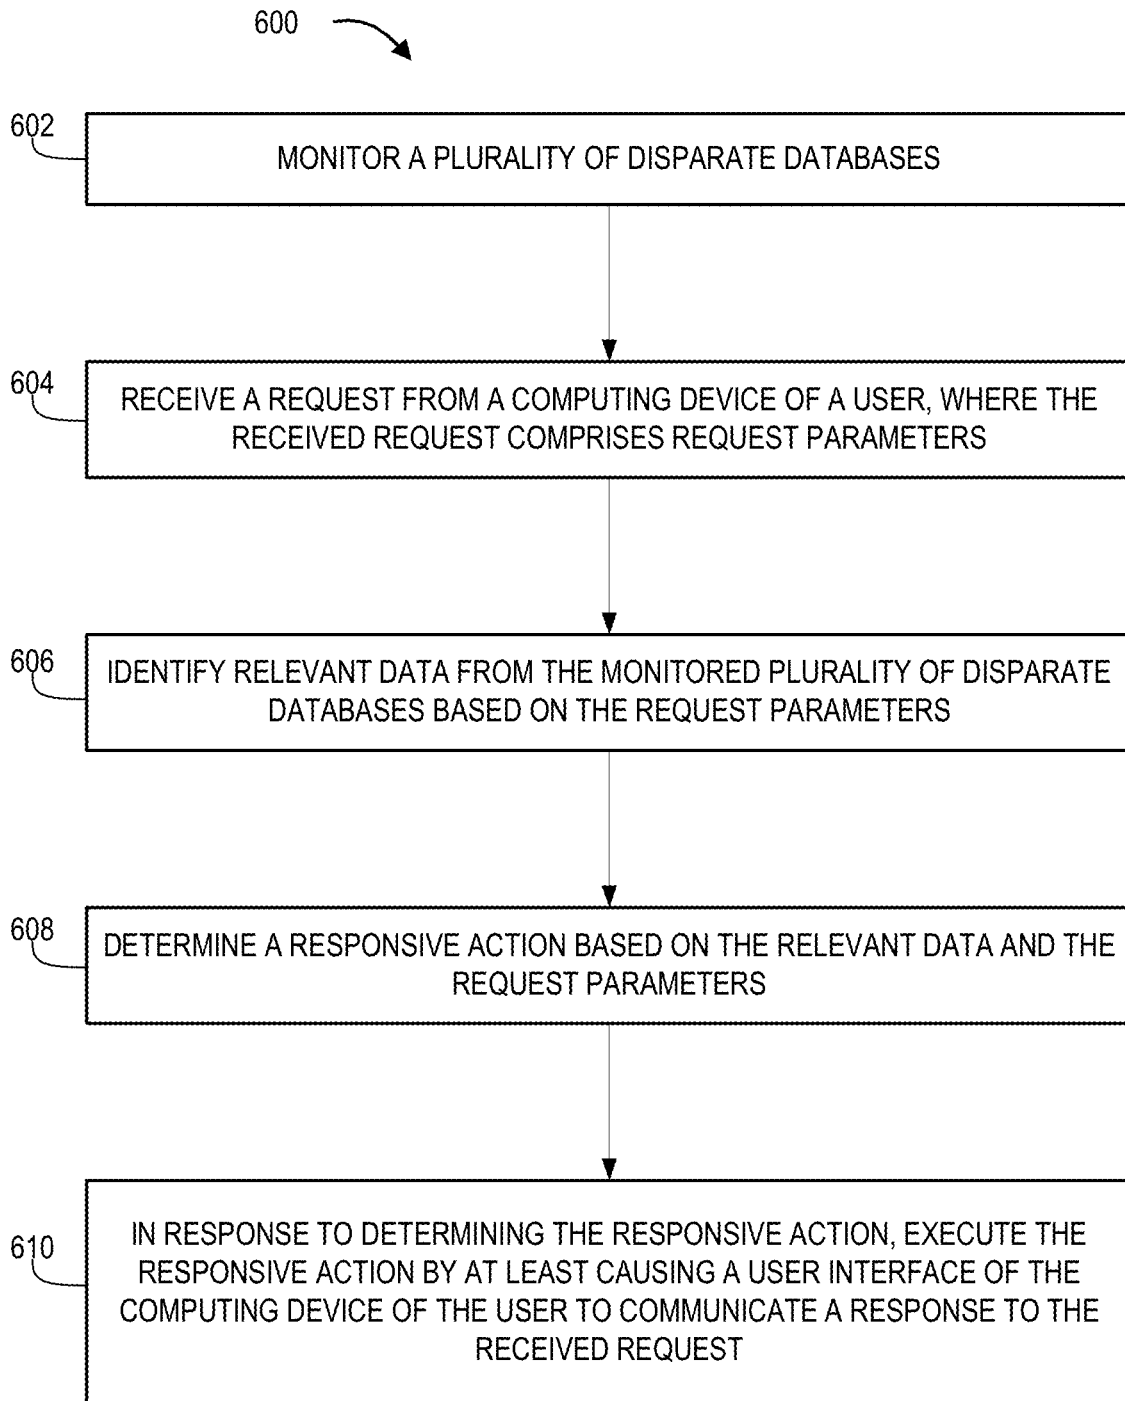 600
602
MONITOR A PLURALITY OF DISPARATE DATABASES
604
RECEIVE A REQUEST FROM A COMPUTING DEVICE OF A USER, WHERE THE
RECEIVED REQUEST COMPRISES REQUEST PARAMETERS
606
IDENTIFY RELEVANT DATA FROM THE MONITORED PLURALITY OF DISPARATE
DATABASES BASED ON THE REQUEST PARAMETERS
608
DETERMINE A RESPONSIVE ACTION BASED ON THE RELEVANT DATA AND THE
REQUEST PARAMETERS
610
IN RESPONSE TO DETERMINING THE RESPONSIVE ACTION, EXECUTE THE
RESPONSIVE ACTION BY AT LEAST CAUSING A USER INTERFACE OF THE
COMPUTING DEVICE OF THE USER TO COMMUNICATE A RESPONSE TO THE
RECEIVED REQUEST